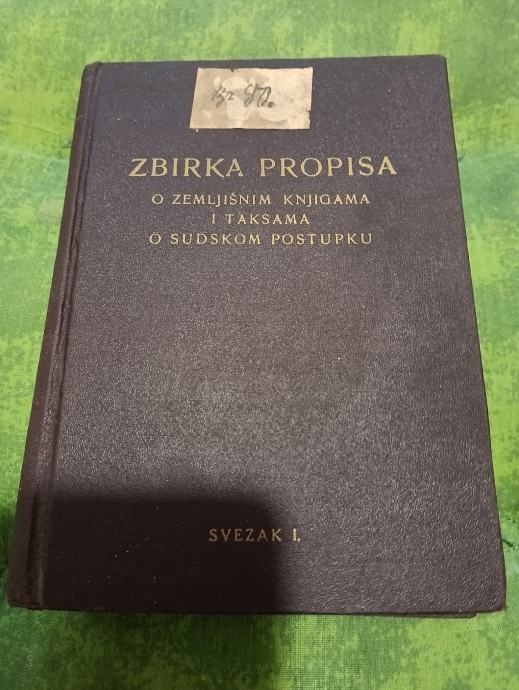 ZBIRKA PROPISA
O ZEMLJIŠNIM KNJIGAMA
I TAKSAMA
O SUDSKOM POSTUPKU
SVEZAK I.